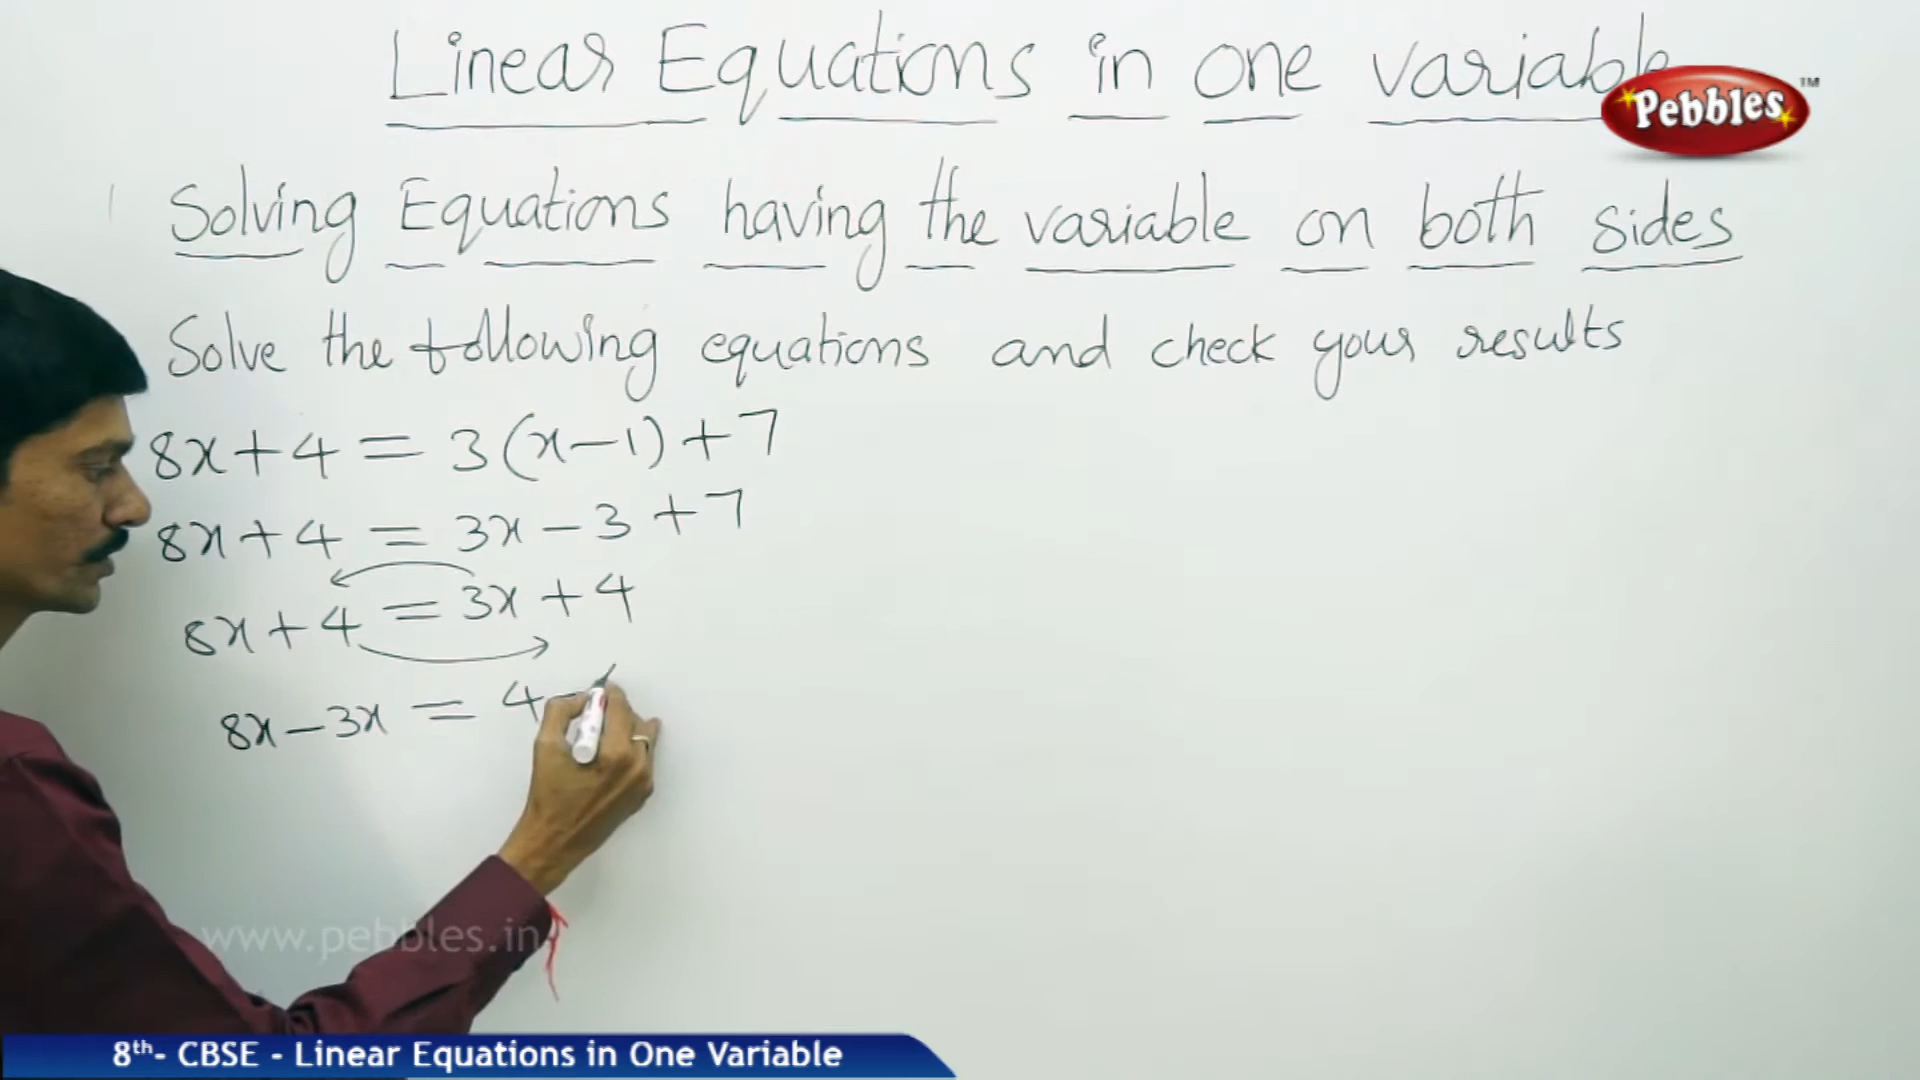 Linear Equations in one variable
Pebbles™
Solving Equations having the variable on both sides
Solve the following equations and check your results
8x+4 = 3(x-1)+7
8x+4 = 3x-3+7
8x+4 = 3x+4
8x-3x = 4-
www.pebbles.in
8th- CBSE - Linear Equations in One Variable